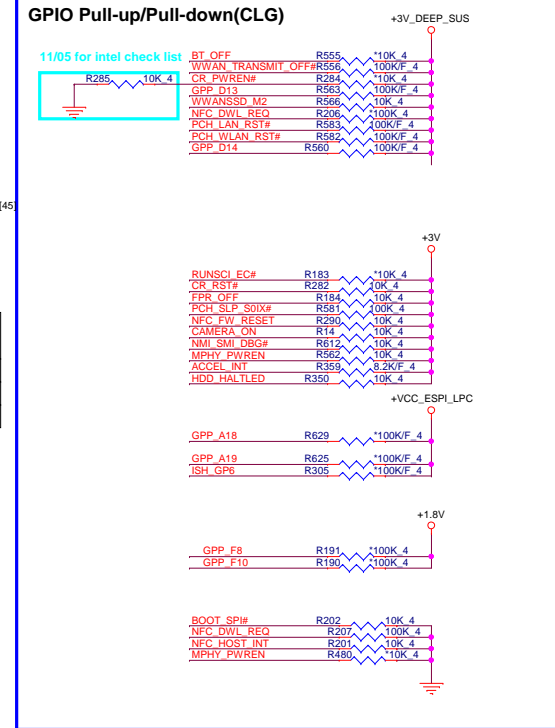 GPIO Pull-up/Pull-down(CLG)
+3V_DEEP_SUS
11/05 for intel check list
BT_OFF R555 *10K_4
WWAN_TRANSMIT_OFF# R556 100K/F_4
R285 10K_4 CR_PWREN# R284 *10K_4
GPP_D13 R563 100K/F_4
WWANSSD_M2 R566 10K_4
NFC_DWL_REQ R206 *100K_4
PCH_LAN_RST# R583 100K/F_4
PCH_WLAN_RST# R582 100K/F_4
GPP_D14 R560 100K/F_4
45]
+3V
RUNSCI_EC# R183 *10K_4
CR_RST# R282 10K_4
FPR_OFF R184 10K_4
PCH_SLP_S0IX# R581 100K_4
NFC_FW_RESET R290 10K_4
CAMERA_ON R14 10K_4
NMI_SMI_DBG# R612 10K_4
MPHY_PWREN R562 10K_4
ACCEL_INT R359 8.2K/F_4
HDD_HALTLED R350 10K_4
+VCC_ESPI_LPC
GPP_A18 R629 *100K/F_4
GPP_A19 R625 *100K/F_4
ISH_GP6 R305 *100K/F_4
+1.8V
GPP_F8 R191 *100K_4
GPP_F10 R190 *100K_4
BOOT_SPI# R202 10K_4
NFC_DWL_REQ R207 100K_4
NFC_HOST_INT R201 10K_4
MPHY_PWREN R480 *10K_4